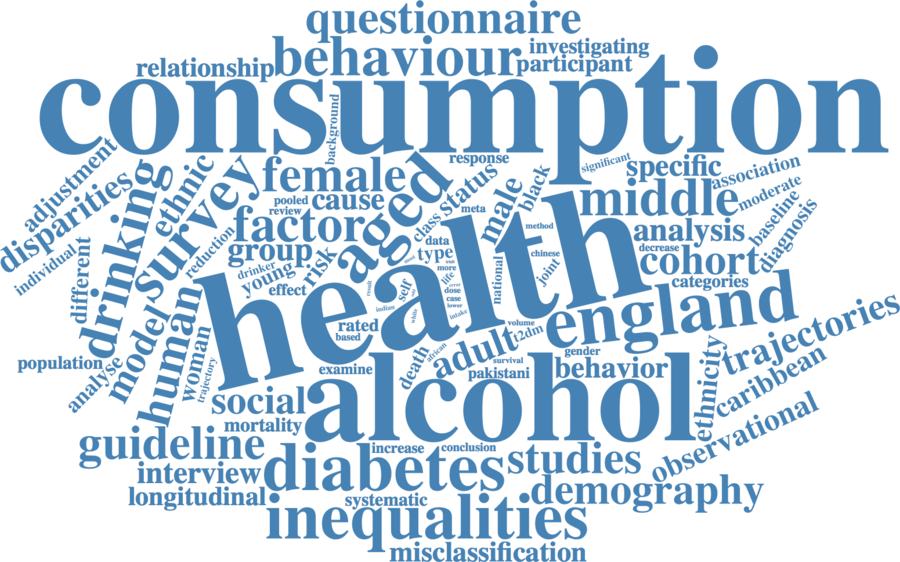 questionnaire
relationship
behaviour
investigating
participant
consumption
background
adjustment
disparities
individual
drinking
ethnic
survey
female
aged
response
status
significant
specific
association
pooled
review
cause
factor
class
meta
male
black
middle
moderate
reduction
group
risk
data
type
method
analysis
baseline
diagnosis
different
drinker
young
effect
more
chinese
decrease
cohort
joint
categories
national
life
error
dose
case
lower
intake
self
result
indian
white
health
model
human
rated
based
volume
t2dm
england
trajectories
population
analyse
woman
trajectory
examine
death
african
adult
survival
pakistani
gender
behavior
ethnicity
caribbean
social
mortality
alcohol
observational
guideline
interview
longitudinal
increase
conclusion
diabetes
studies
systematic
demography
inequalities
misclassification